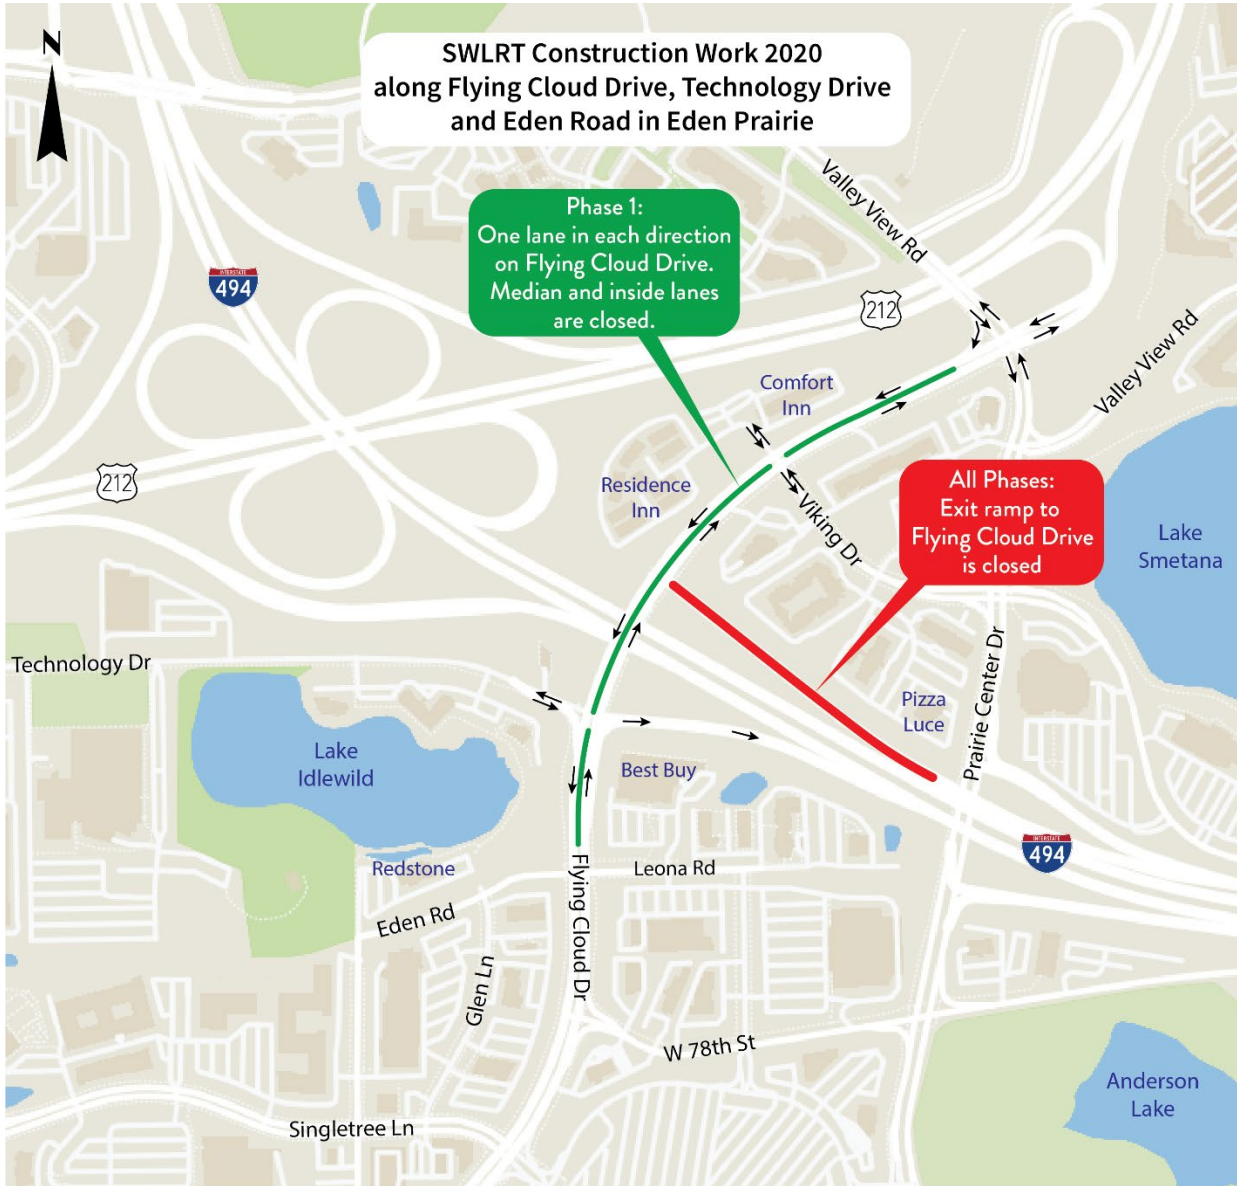 N
SWLRT Construction Work 2020
along Flying Cloud Drive, Technology Drive
and Eden Road in Eden Prairie
Valley View Rd
Phase 1:
One lane in each direction
on Flying Cloud Drive.
Median and inside lanes
are closed.
INTERSTATE
494
212
Valley View Rd
Comfort
Inn
212
Residence
Inn
Viking Dr
All Phases:
Exit ramp to
Flying Cloud Drive
is closed
Lake
Smetana
Technology Dr
Prairie Center Dr
Pizza
Luce
Lake
Idlewild
Best Buy
INTERSTATE
494
Redstone
Leona Rd
Eden Rd
Flying Cloud Dr
Glen Ln
W 78th St
Anderson
Lake
Singletree Ln